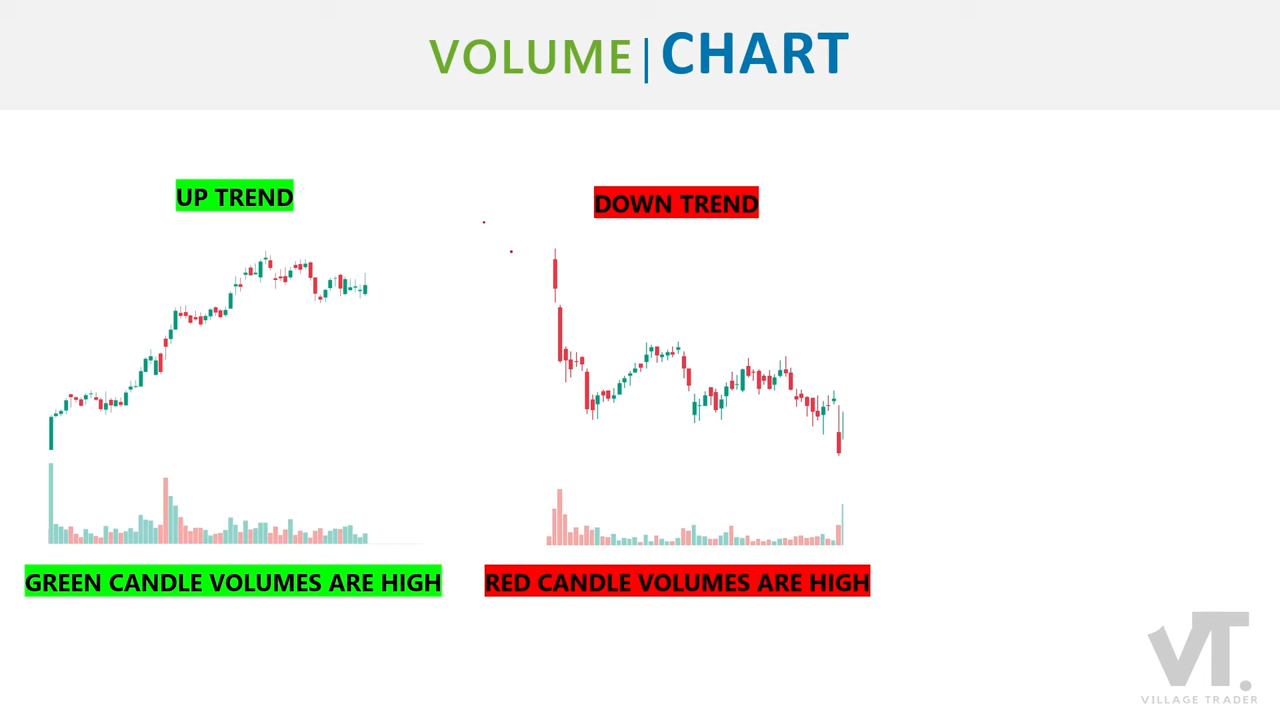 VOLUME|CHART
UP TREND
DOWN TREND
GREEN CANDLE VOLUMES ARE HIGH
RED CANDLE VOLUMES ARE HIGH
VT.
VILLAGE TRADER